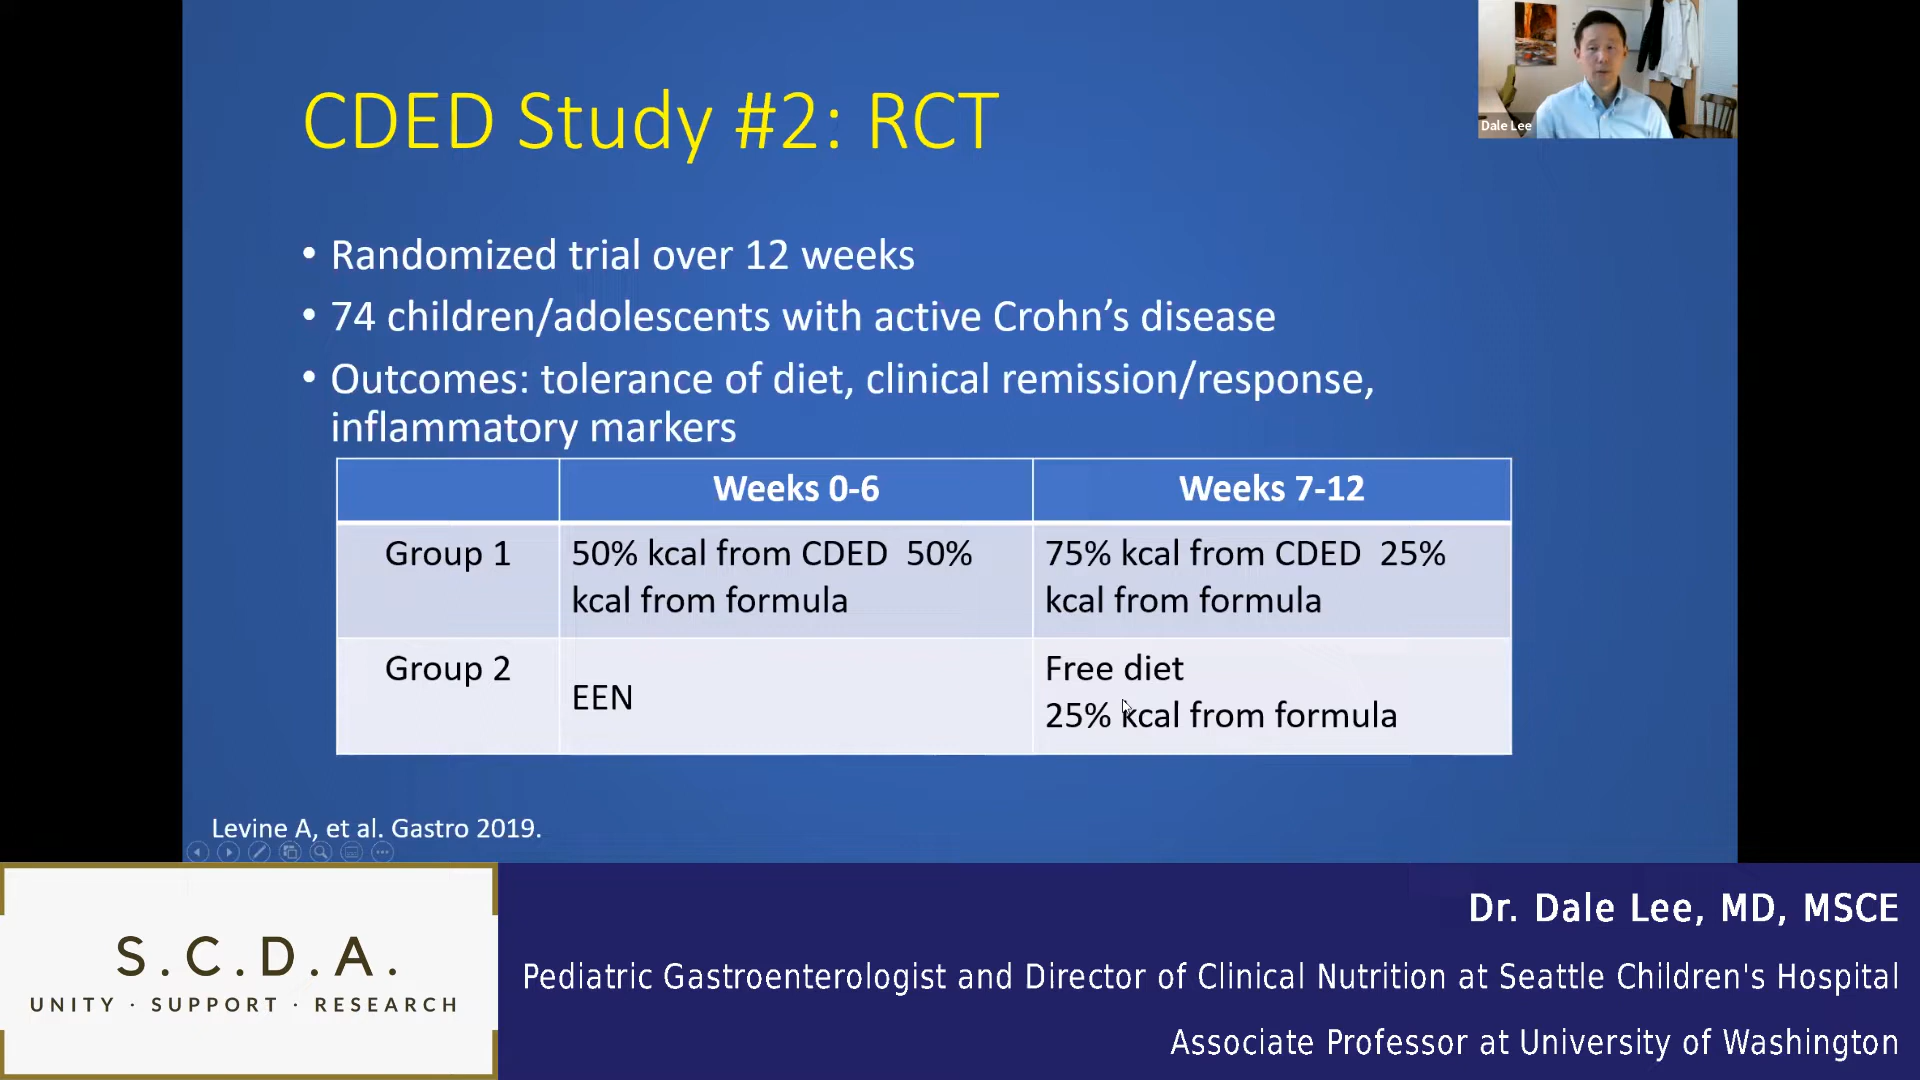 CDED Study #2: RCT
Dale Lee
• Randomized trial over 12 weeks
• 74 children/adolescents with active Crohn’s disease
• Outcomes: tolerance of diet, clinical remission/response,
inflammatory markers
Weeks 0-6
Weeks 7-12
Group 1
50% kcal from CDED  50%
kcal from formula
75% kcal from CDED  25%
kcal from formula
Group 2
EEN
Free diet
25% kcal from formula
Levine A, et al. Gastro 2019.
S.C.D.A.
UNITY · SUPPORT · RESEARCH
Dr. Dale Lee, MD, MSCE
Pediatric Gastroenterologist and Director of Clinical Nutrition at Seattle Children's Hospital
Associate Professor at University of Washington